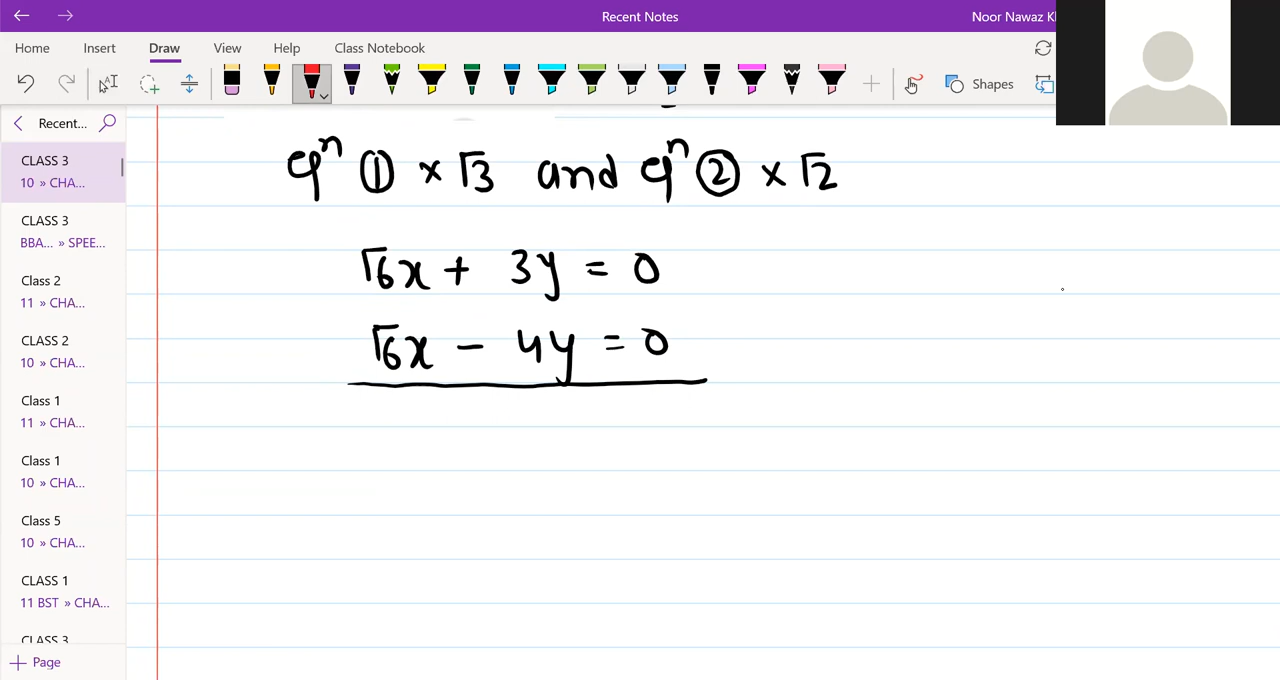 Recent Notes
Noor Nawaz Kh
Home Insert Draw View Help Class Notebook
Shapes
Recent...
CLASS 3
10 » CHA...
CLASS 3
BBA... » SPEE...
Class 2
11 » CHA...
CLASS 2
10 » CHA...
Class 1
11 » CHA...
Class 1
10 » CHA...
Class 5
10 » CHA...
CLASS 1
11 BST » CHA...
CLASS 3
Page
eqⁿ ① × √3 and eqⁿ ② × √2
√6x + 3y = 0
√6x - 4y = 0